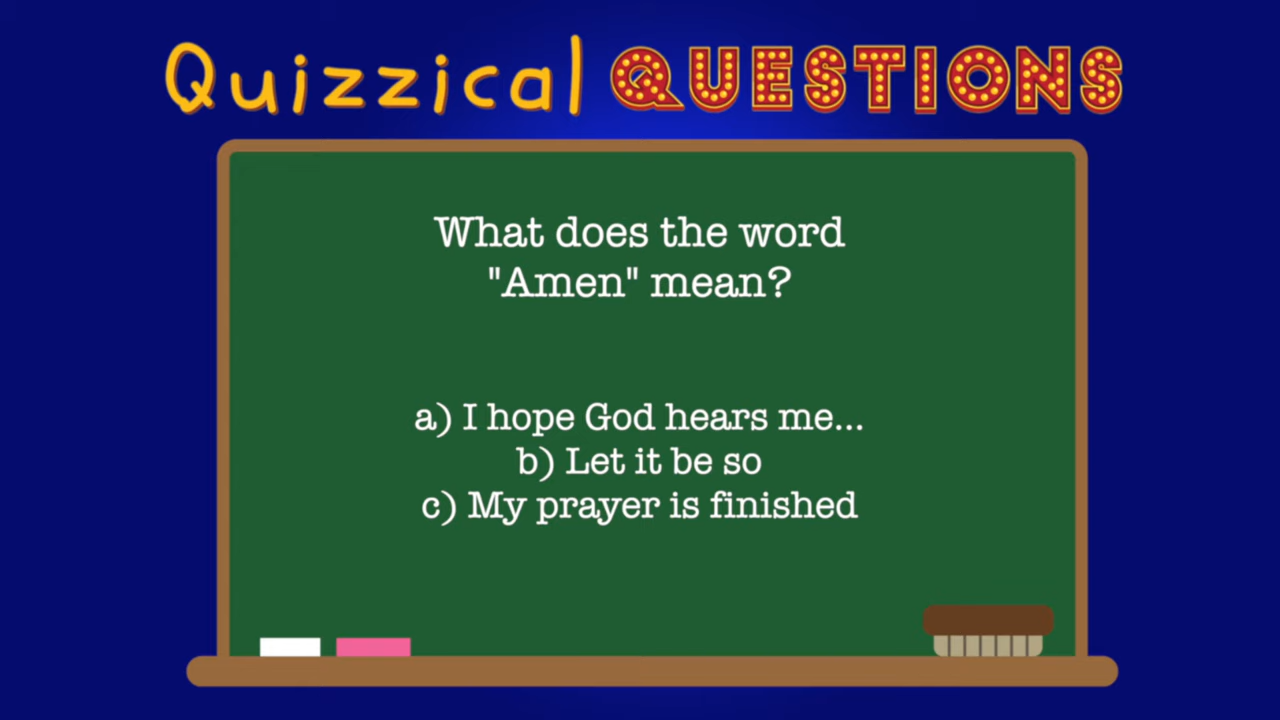 Quizzical QUESTIONS
What does the word
"Amen" mean?
a) I hope God hears me...
b) Let it be so
c) My prayer is finished